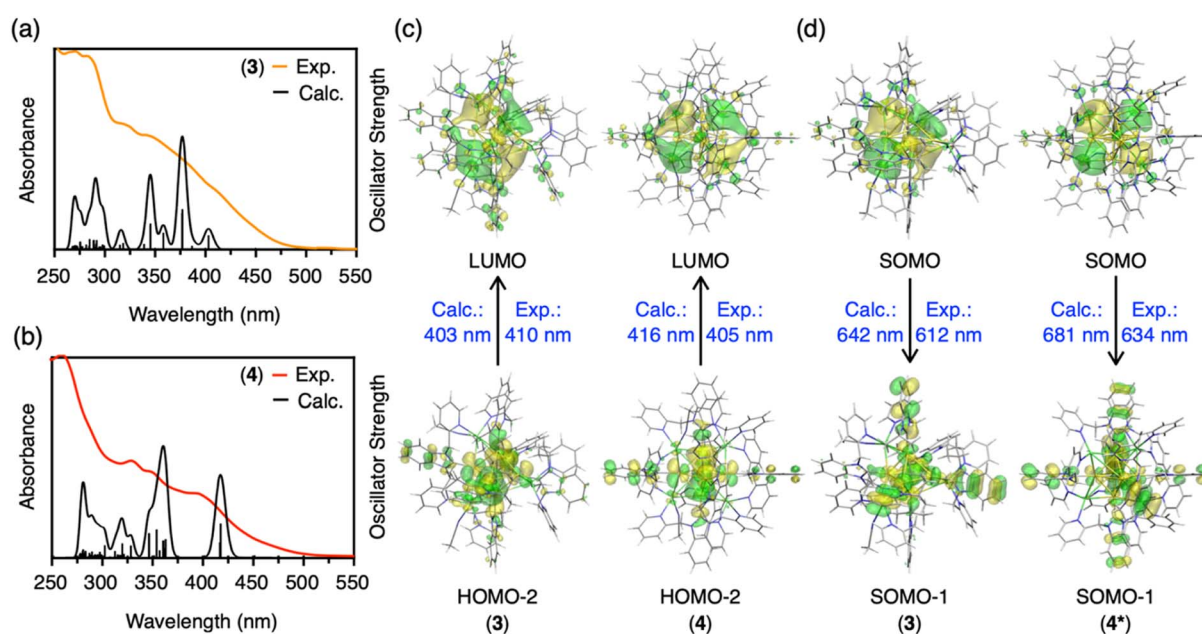 (a)
(3) Exp.
Calc.
Absorbance
Oscillator Strength
250 300 350 400 450 500 550
Wavelength (nm)
(b)
(4) Exp.
Calc.
Absorbance
Oscillator Strength
250 300 350 400 450 500 550
Wavelength (nm)
(c)
LUMO
LUMO
Calc.: Exp.:
403 nm 410 nm
Calc.: Exp.:
416 nm 405 nm
HOMO-2
(3)
HOMO-2
(4)
(d)
SOMO
SOMO
Calc.: Exp.:
642 nm 612 nm
Calc.: Exp.:
681 nm 634 nm
SOMO-1
(3)
SOMO-1
(4*)